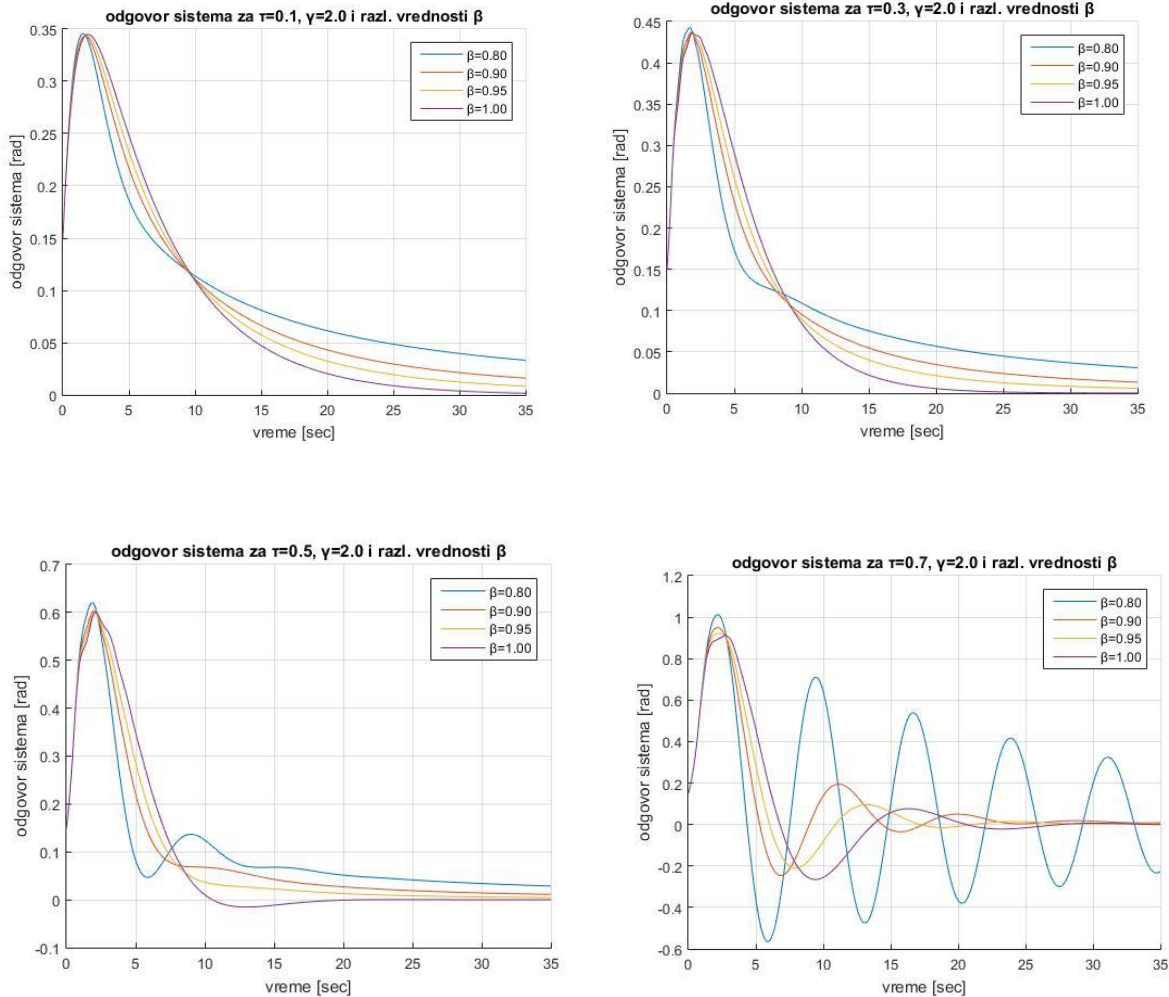 odgovor sistema za τ=0.1, γ=2.0 i razl. vrednosti β
0.35
0.3
0.25
0.2
0.15
0.1
0.05
0
odgovor sistema [rad]
β=0.80
β=0.90
β=0.95
β=1.00
0 5 10 15 20 25 30 35
vreme [sec]
odgovor sistema za τ=0.3, γ=2.0 i razl. vrednosti β
0.45
0.4
0.35
0.3
0.25
0.2
0.15
0.1
0.05
0
odgovor sistema [rad]
β=0.80
β=0.90
β=0.95
β=1.00
0 5 10 15 20 25 30 35
vreme [sec]
odgovor sistema za τ=0.5, γ=2.0 i razl. vrednosti β
0.7
0.6
0.5
0.4
0.3
0.2
0.1
0
-0.1
odgovor sistema [rad]
β=0.80
β=0.90
β=0.95
β=1.00
0 5 10 15 20 25 30 35
vreme [sec]
odgovor sistema za τ=0.7, γ=2.0 i razl. vrednosti β
1.2
1
0.8
0.6
0.4
0.2
0
-0.2
-0.4
-0.6
odgovor sistema [rad]
β=0.80
β=0.90
β=0.95
β=1.00
0 5 10 15 20 25 30 35
vreme [sec]